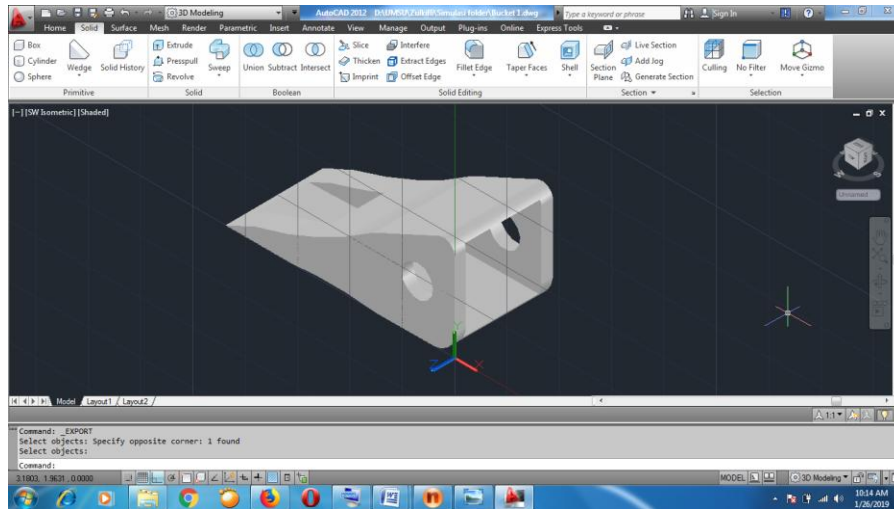 3D Modeling
AutoCAD 2012 D:\UMSU\Zulkifli\Simulasi folder\Bucket 1.dwg
Type a keyword or phrase
Sign In
Home Solid Surface Mesh Render Parametric Insert Annotate View Manage Output Plug-ins Online Express Tools
Box
Cylinder
Sphere
Wedge
Solid History
Extrude
Presspull
Revolve
Sweep
Union Subtract Intersect
Slice
Thicken
Imprint
Interfere
Extract Edges
Offset Edge
Fillet Edge
Taper Faces
Shell
Section
Plane
Live Section
Add Jog
Generate Section
Culling
No Filter
Move Gizmo
Primitive Solid Boolean Solid Editing Section Selection
[-][SW Isometric][Shaded]
Unnamed
Y
Z
X
Model Layout1 Layout2
1:1
Command: _EXPORT
Select objects: Specify opposite corner: 1 found
Select objects:
Command:
3.1803, 1.9631, 0.0000
MODEL
3D Modeling
10:14 AM
1/26/2019